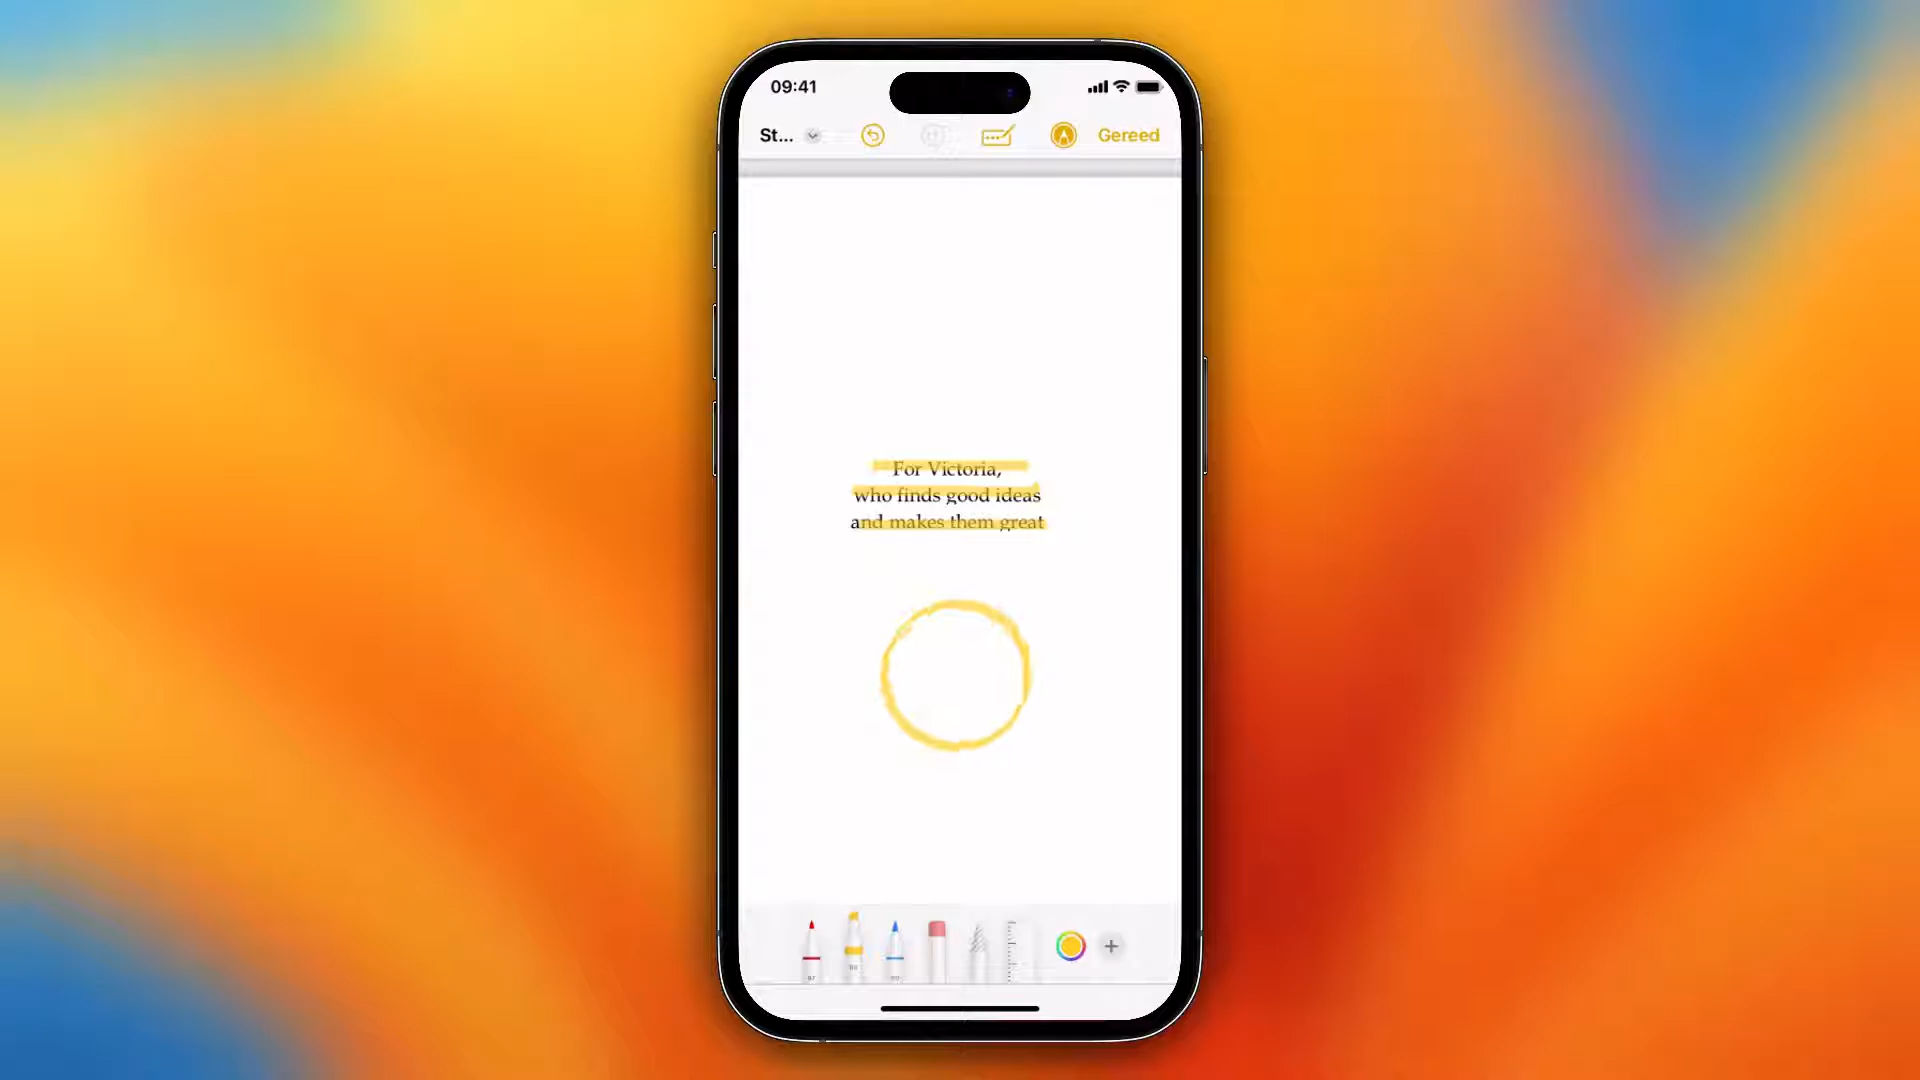 09:41
St... Gereed
For Victoria,
who finds good ideas
and makes them great